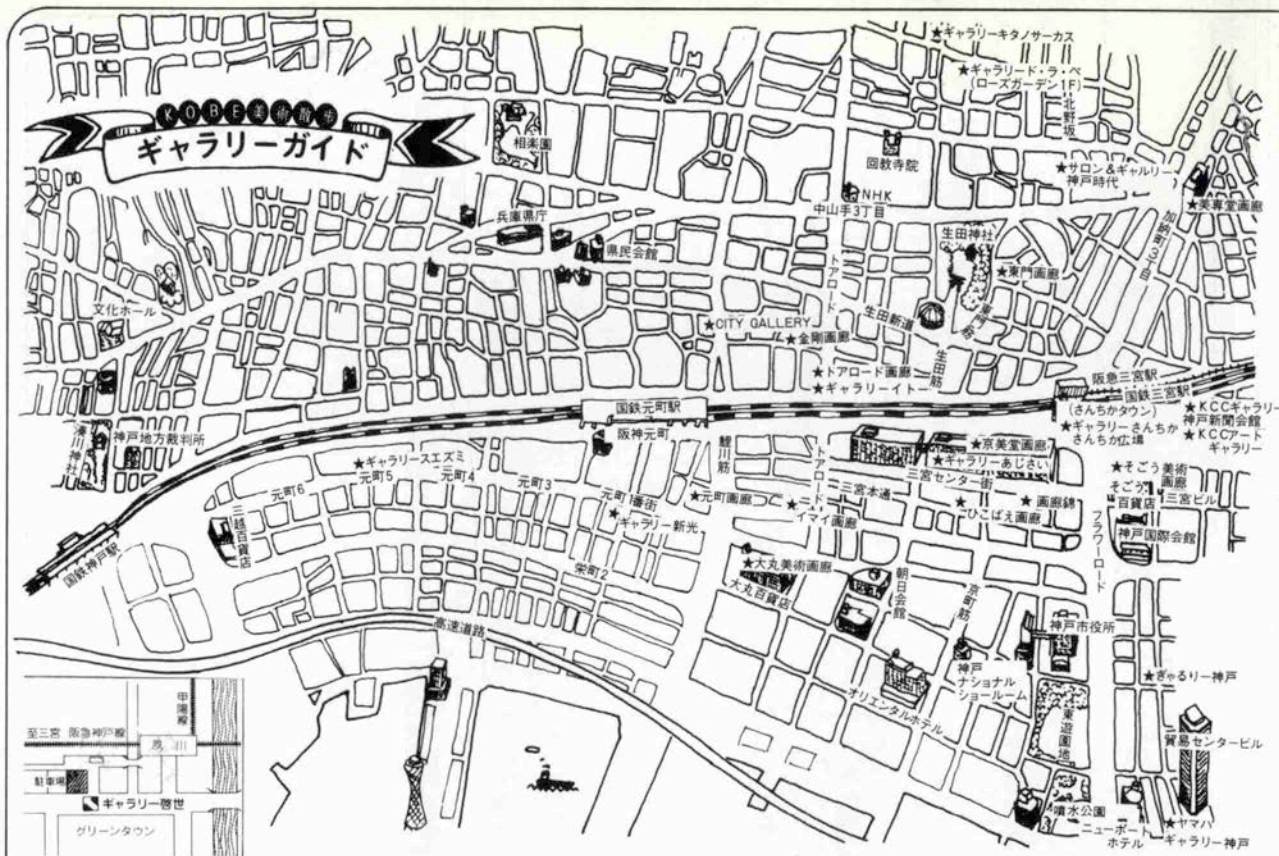 KOBE美術散歩
ギャラリーガイド
★ギャラリーキタノサーカス
★ギャラリード・ラ・ペ
(ローズガーデン1F)
北野坂
相楽園
回教寺院
★サロン&ギャルリー
神戸時代
NHK
中山手3丁目
★美専堂画廊
加納町3丁目
兵庫県庁
県民会館
生田神社
★東門画廊
トアロード
文化ホール
生田新道
東門筋
★CITY GALLERY
★金剛画廊
生田筋
★トアロード画廊
★ギャラリーイトー
阪急三宮駅
国鉄三宮駅
国鉄元町駅
(さんちかタウン)
★ギャラリーさんちか
さんちか広場
★KCCギャラリー
神戸新聞会館
★KCCアート
ギャラリー
湊川神社
神戸地方裁判所
阪神元町
鯉川筋
トアロード
★京美堂画廊
★ギャラリーあじさい
三宮センター街
★ギャラリースエズミ
元町6
元町5
元町4
元町3
元町1番街
★ギャラリー新光
★元町画廊
三宮本通
★イマイ画廊
★ひこばえ画廊
★画廊錦
★そごう美術
画廊
そごう
百貨店
三宮ビル
三越百貨店
神戸国際会館
フラワーロード
国鉄神戸駅
栄町2
★大丸美術画廊
大丸百貨店
朝日会館
京町筋
神戸市役所
高速道路
神戸
ナショナル
ショールーム
★ぎゃるりー神戸
オリエンタルホテル
東遊園地
貿易センタービル
噴水公園
ニューポート
ホテル
★ヤマハ
ギャラリー神戸
甲陽線
至三宮 阪急神戸線
夙川
駐車場
ギャラリー啓世
グリーンタウン